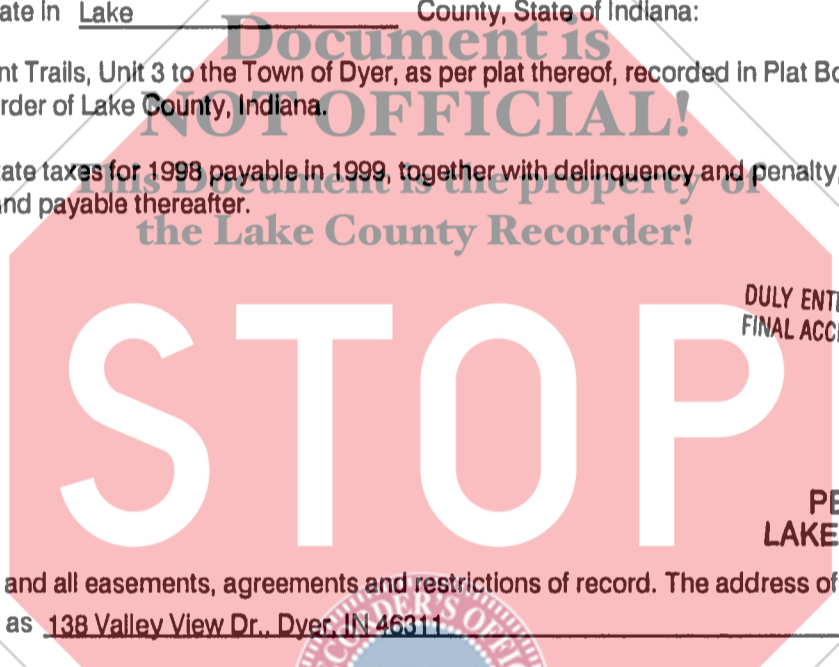 ate in Lake County, State of Indiana:
Document is
nt Trails, Unit 3 to the Town of Dyer, as per plat thereof, recorded in Plat Bo
rder of Lake County, Indiana.
NOT OFFICIAL!
tate taxes for 1998 payable in 1999, together with delinquency and penalty,
This Document is the property of
and payable thereafter.
the Lake County Recorder!
DULY ENT
FINAL ACC
STOP
PE
LAKE
and all easements, agreements and restrictions of record. The address of
as 138 Valley View Dr., Dyer, IN 46311
CORDER'S OFFIC